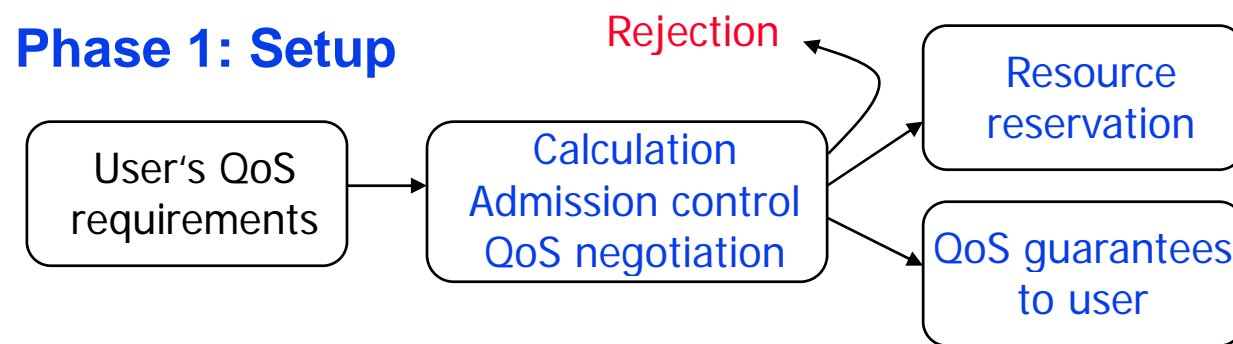 Phase 1: Setup
Rejection
User‘s QoS
requirements
Calculation
Admission control
QoS negotiation
Resource
reservation
QoS guarantees
to user